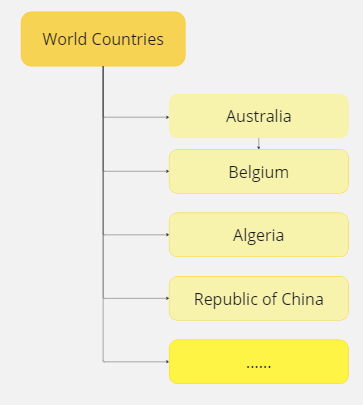 World Countries
Australia
Belgium
Algeria
Republic of China
......